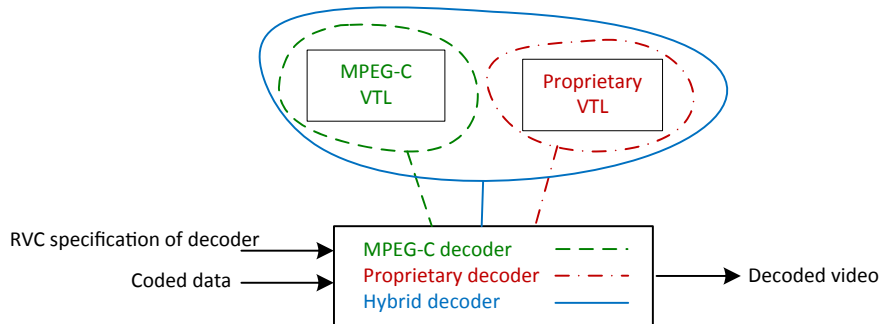 MPEG-C
VTL
Proprietary
VTL
RVC specification of decoder
Coded data
MPEG-C decoder
Proprietary decoder
Hybrid decoder
Decoded video